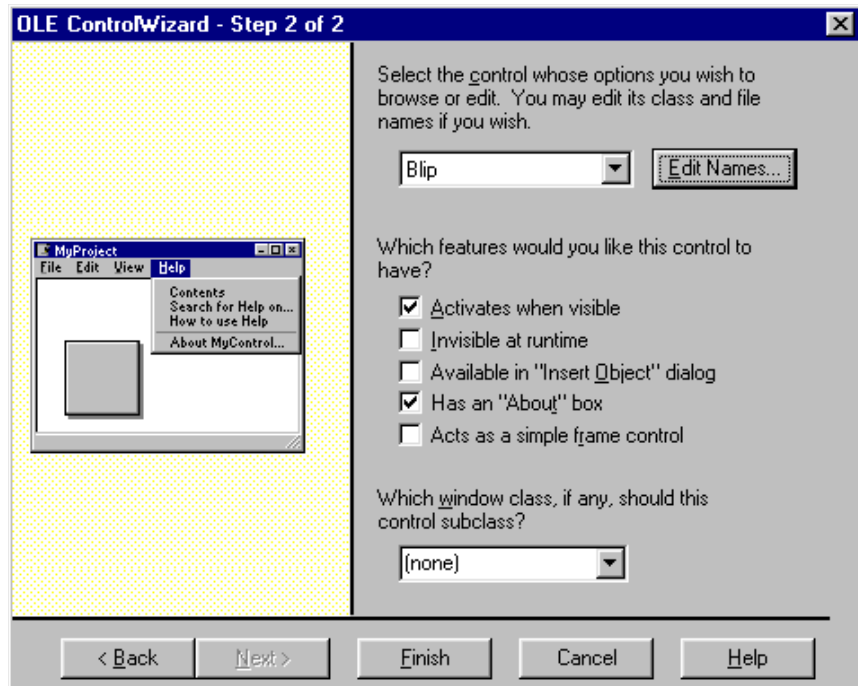 OLE ControlWizard - Step 2 of 2
Select the control whose options you wish to
browse or edit. You may edit its class and file
names if you wish.
Blip
Edit Names...
MyProject
File Edit View Help
Contents
Search for Help on...
How to use Help
About MyControl...
Which features would you like this control to
have?
Activates when visible
Invisible at runtime
Available in "Insert Object" dialog
Has an "About" box
Acts as a simple frame control
Which window class, if any, should this
control subclass?
(none)
< Back Next > Finish Cancel Help